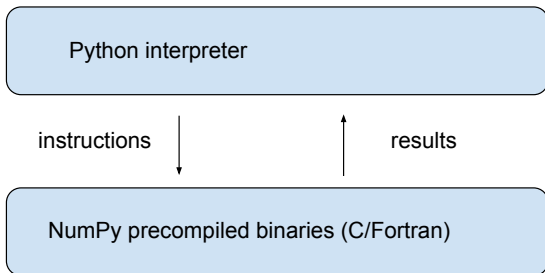 Python interpreter
instructions
results
NumPy precompiled binaries (C/Fortran)